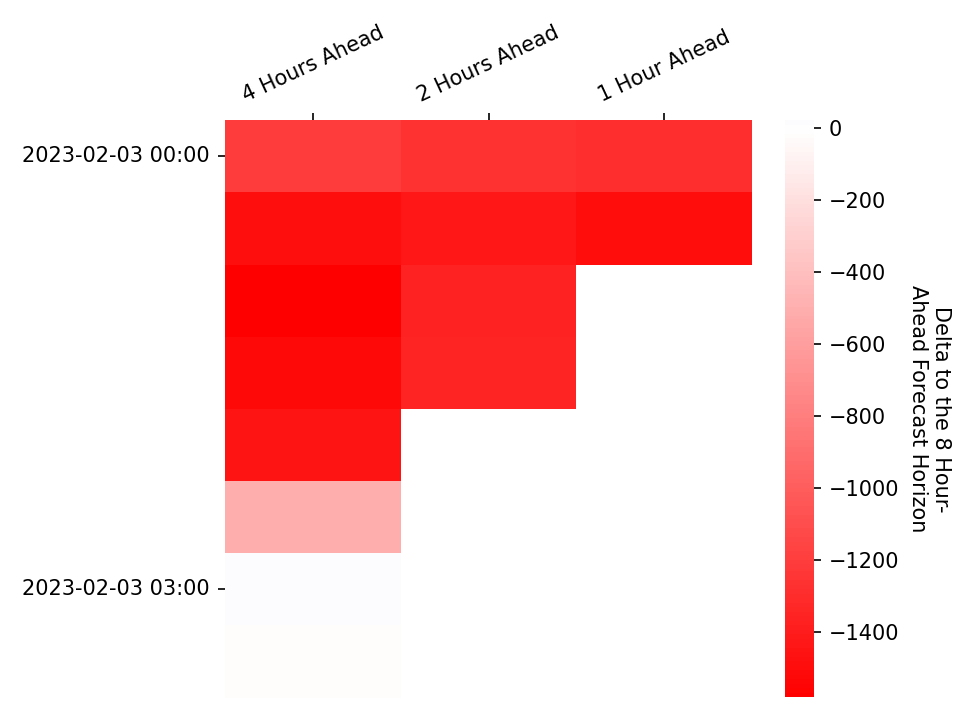 4 Hours Ahead
2 Hours Ahead
1 Hour Ahead
2023-02-03 00:00
2023-02-03 03:00
0
−200
−400
−600
−800
−1000
−1200
−1400
Delta to the 8 Hour-
Ahead Forecast Horizon